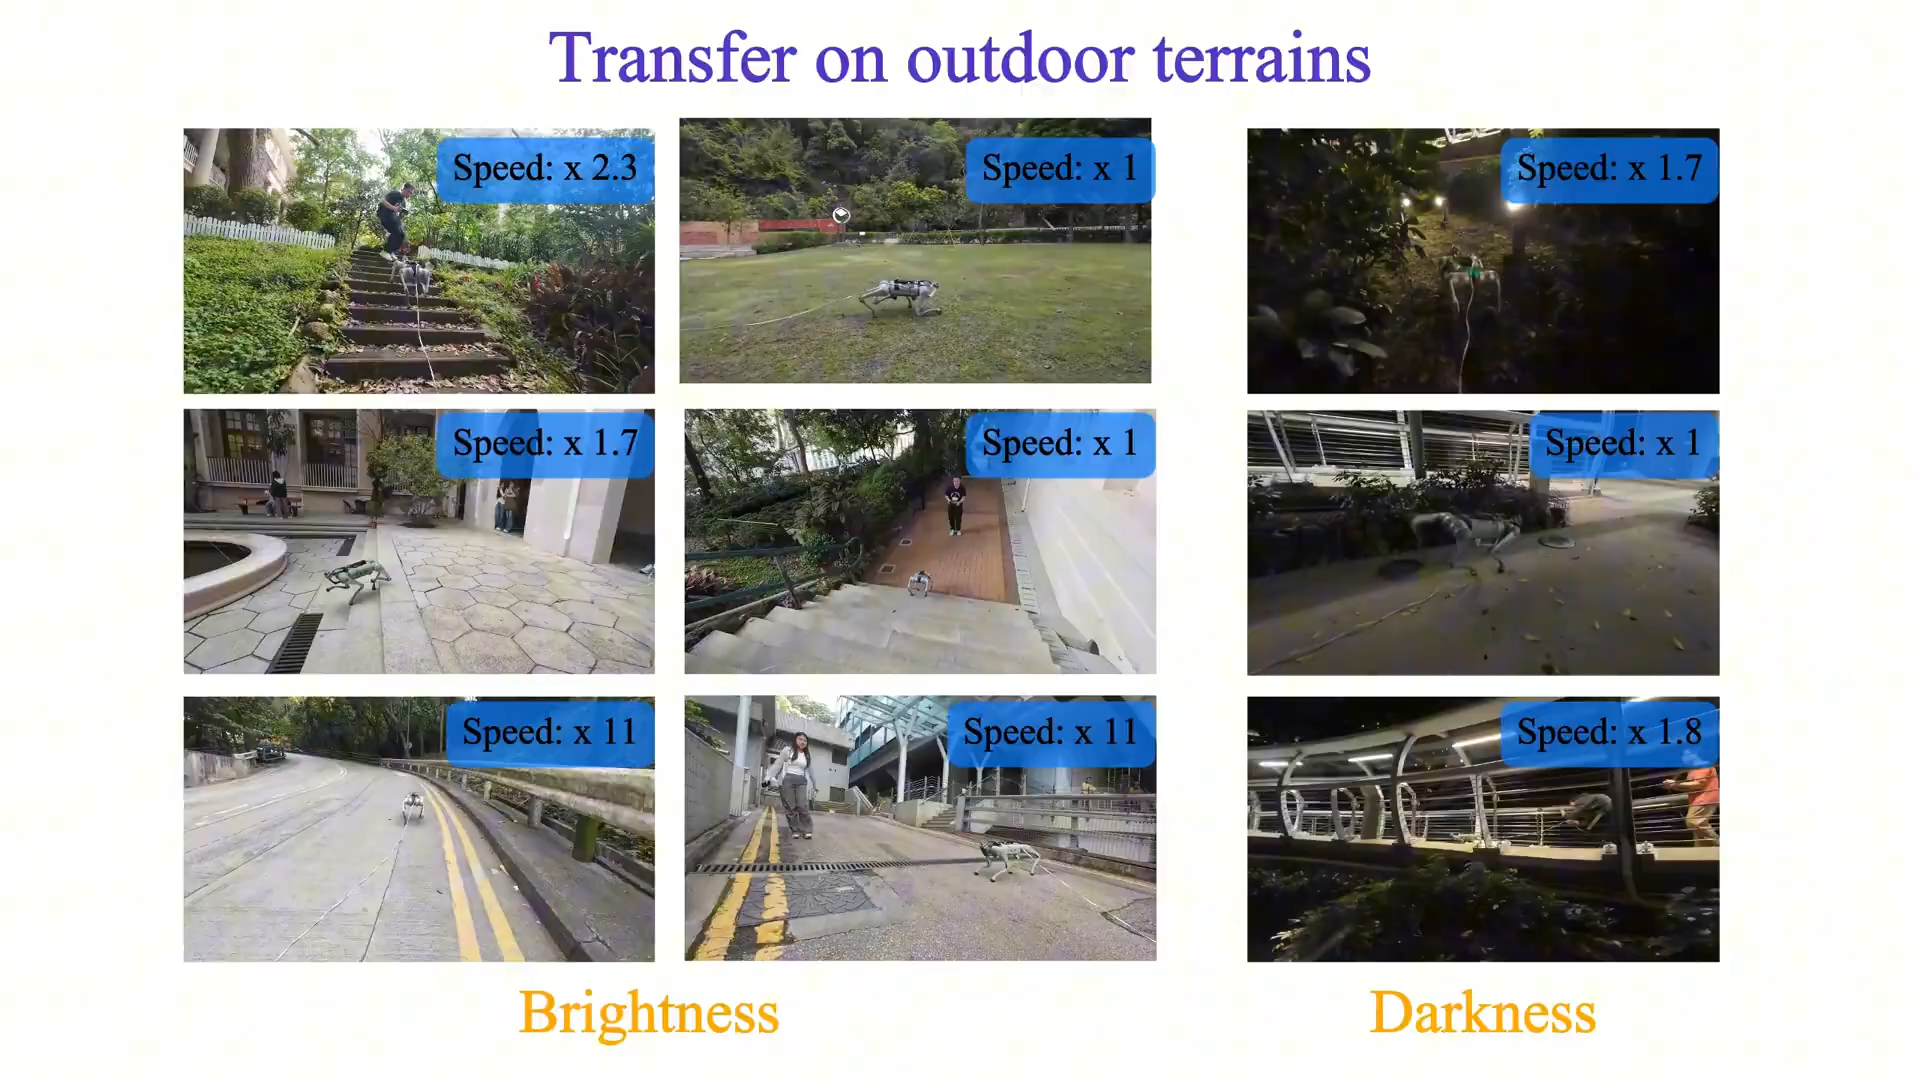 Transfer on outdoor terrains
Speed: x 2.3
Speed: x 1
Speed: x 1.7
Speed: x 1.7
Speed: x 1
Speed: x 1
Speed: x 11
Speed: x 11
Speed: x 1.8
Brightness
Darkness